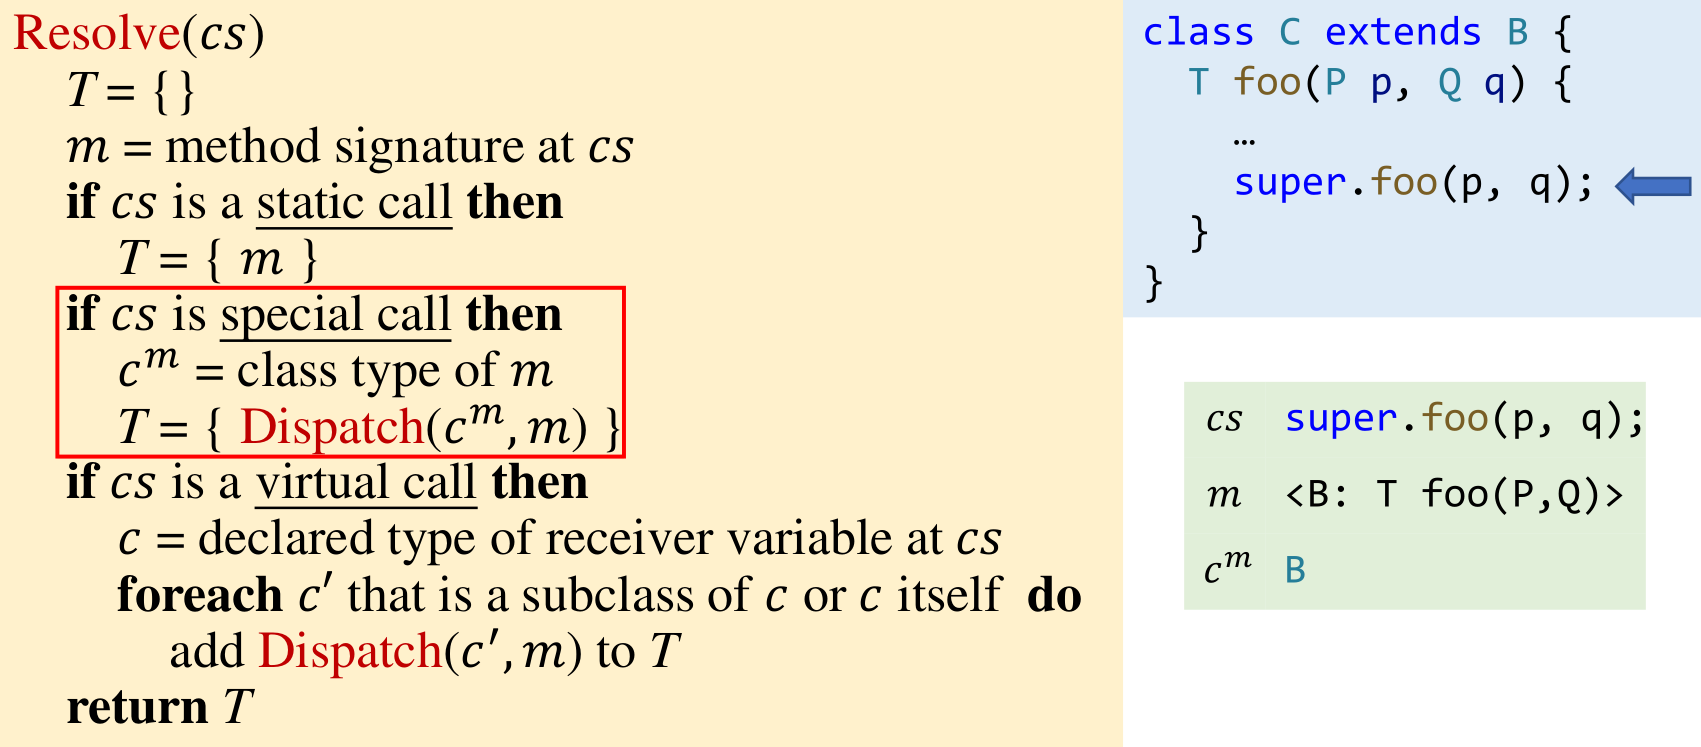 Resolve(cs)
T = { }
m = method signature at cs
if cs is a static call then
T = { m }
if cs is special call then
c^m = class type of m
T = { Dispatch(c^m, m) }
if cs is a virtual call then
c = declared type of receiver variable at cs
foreach c′ that is a subclass of c or c itself do
add Dispatch(c′, m) to T
return T
class C extends B {
T foo(P p, Q q) {
…
super.foo(p, q);
}
}
cs super.foo(p, q);
m <B: T foo(P,Q)>
c^m B